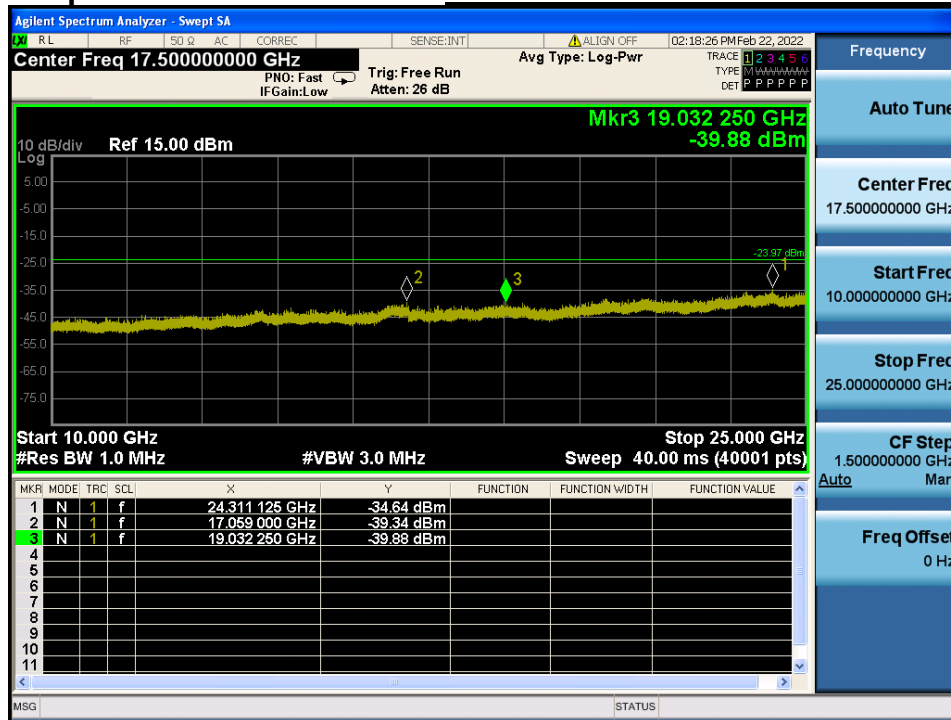 Agilent Spectrum Analyzer - Swept SA
LXI RL RF 50 Ω AC CORREC SENSE:INT ALIGN OFF 02:18:26 PM Feb 22, 2022
Center Freq 17.500000000 GHz
PNO: Fast
IFGain:Low
Trig: Free Run
Atten: 26 dB
Avg Type: Log-Pwr
TRACE 1 2 3 4 5 6
TYPE M
DET P P P P P P
Mkr3 19.032 250 GHz
-39.88 dBm
10 dB/div Ref 15.00 dBm
Log
5.00
-5.00
-15.0
-25.0
-35.0
-45.0
-55.0
-65.0
-75.0
-23.97 dBm
1
2
3
Start 10.000 GHz Stop 25.000 GHz
#Res BW 1.0 MHz #VBW 3.0 MHz Sweep 40.00 ms (40001 pts)
MKR MODE TRC SCL X Y FUNCTION FUNCTION WIDTH FUNCTION VALUE
1 N 1 f 24.311 125 GHz -34.64 dBm
2 N 1 f 17.059 000 GHz -39.34 dBm
3 N 1 f 19.032 250 GHz -39.88 dBm
4
5
6
7
8
9
10
11
MSG STATUS
Frequency
Auto Tune
Center Freq
17.500000000 GHz
Start Freq
10.000000000 GHz
Stop Freq
25.000000000 GHz
CF Step
1.500000000 GHz
Auto Man
Freq Offset
0 Hz